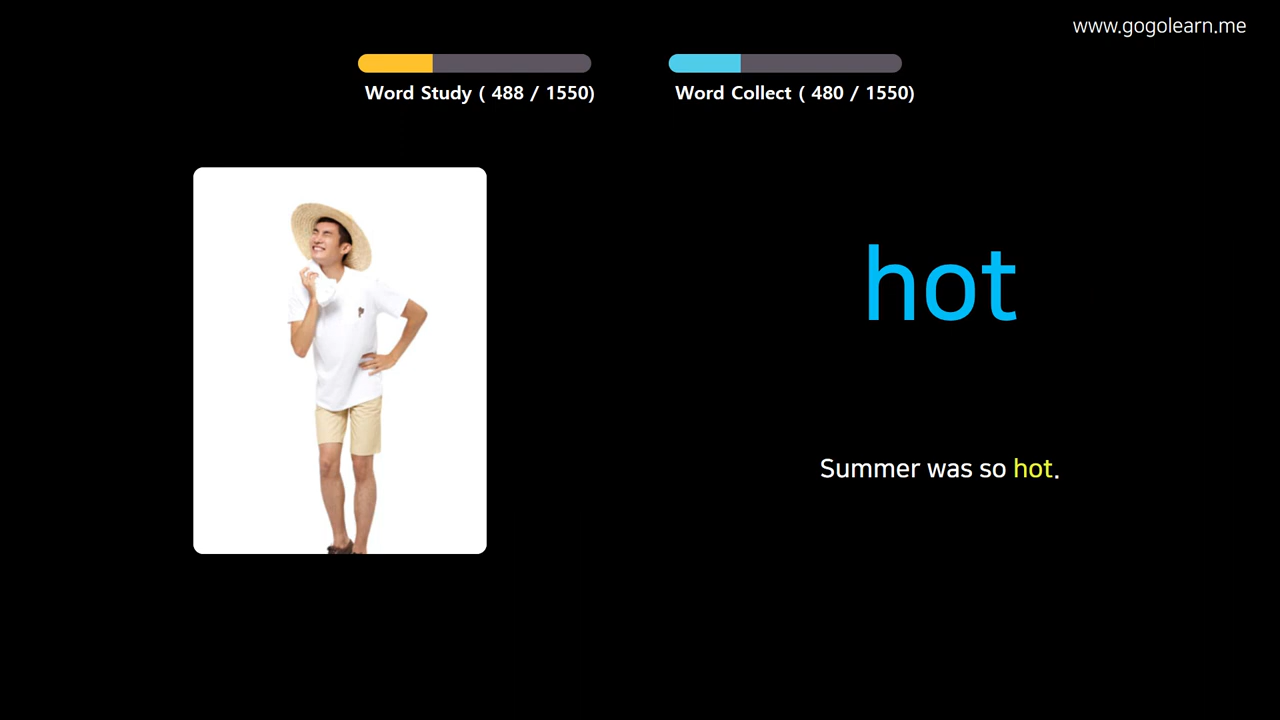 www.gogolearn.me
Word Study ( 488 / 1550)
Word Collect ( 480 / 1550)
hot
Summer was so hot.